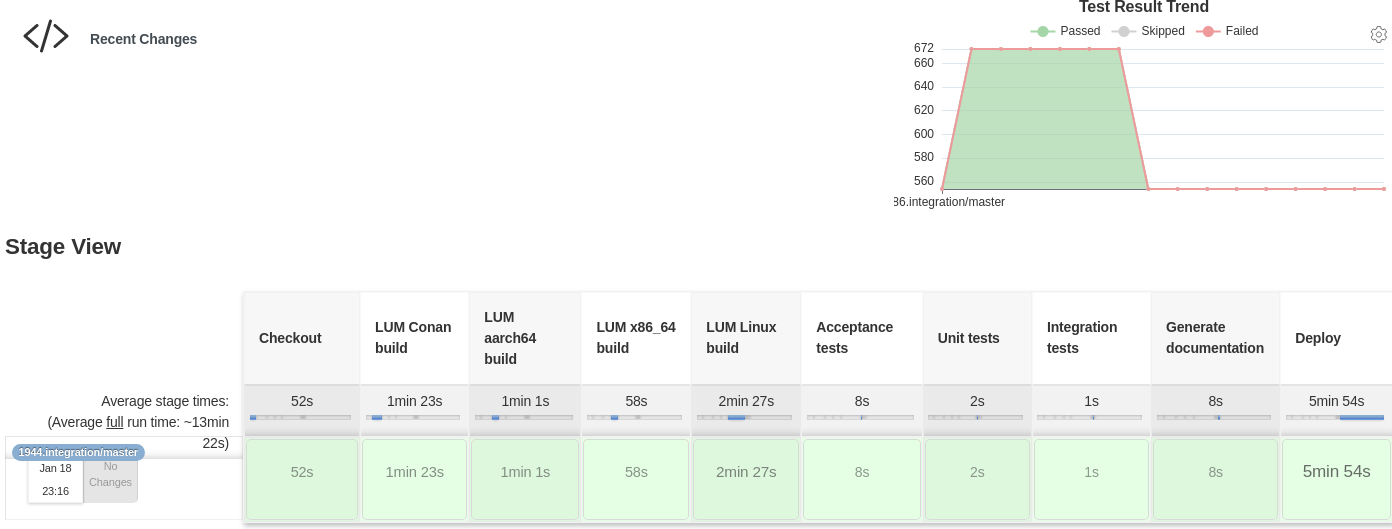 Test Result Trend
Recent Changes
Passed Skipped Failed
672
660
640
620
600
580
560
36.integration/master
Stage View
Checkout
LUM Conan
build
LUM
aarch64
build
LUM x86_64
build
LUM Linux
build
Acceptance
tests
Unit tests
Integration
tests
Generate
documentation
Deploy
Average stage times:
(Average full run time: ~13min
22s)
52s 1min 23s 1min 1s 58s 2min 27s 8s 2s 1s 8s 5min 54s
1944.integration/master
Jan 18
23:16
No
Changes
52s 1min 23s 1min 1s 58s 2min 27s 8s 2s 1s 8s 5min 54s